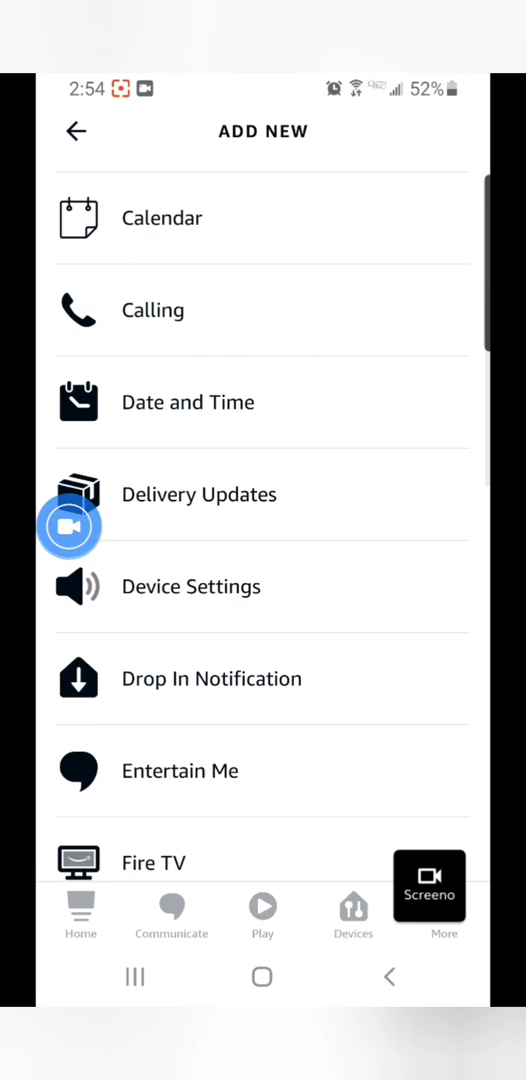 2:54 52%
ADD NEW
Calendar
Calling
Date and Time
Delivery Updates
Device Settings
Drop In Notification
Entertain Me
Fire TV
Screeno
Home Communicate Play Devices More